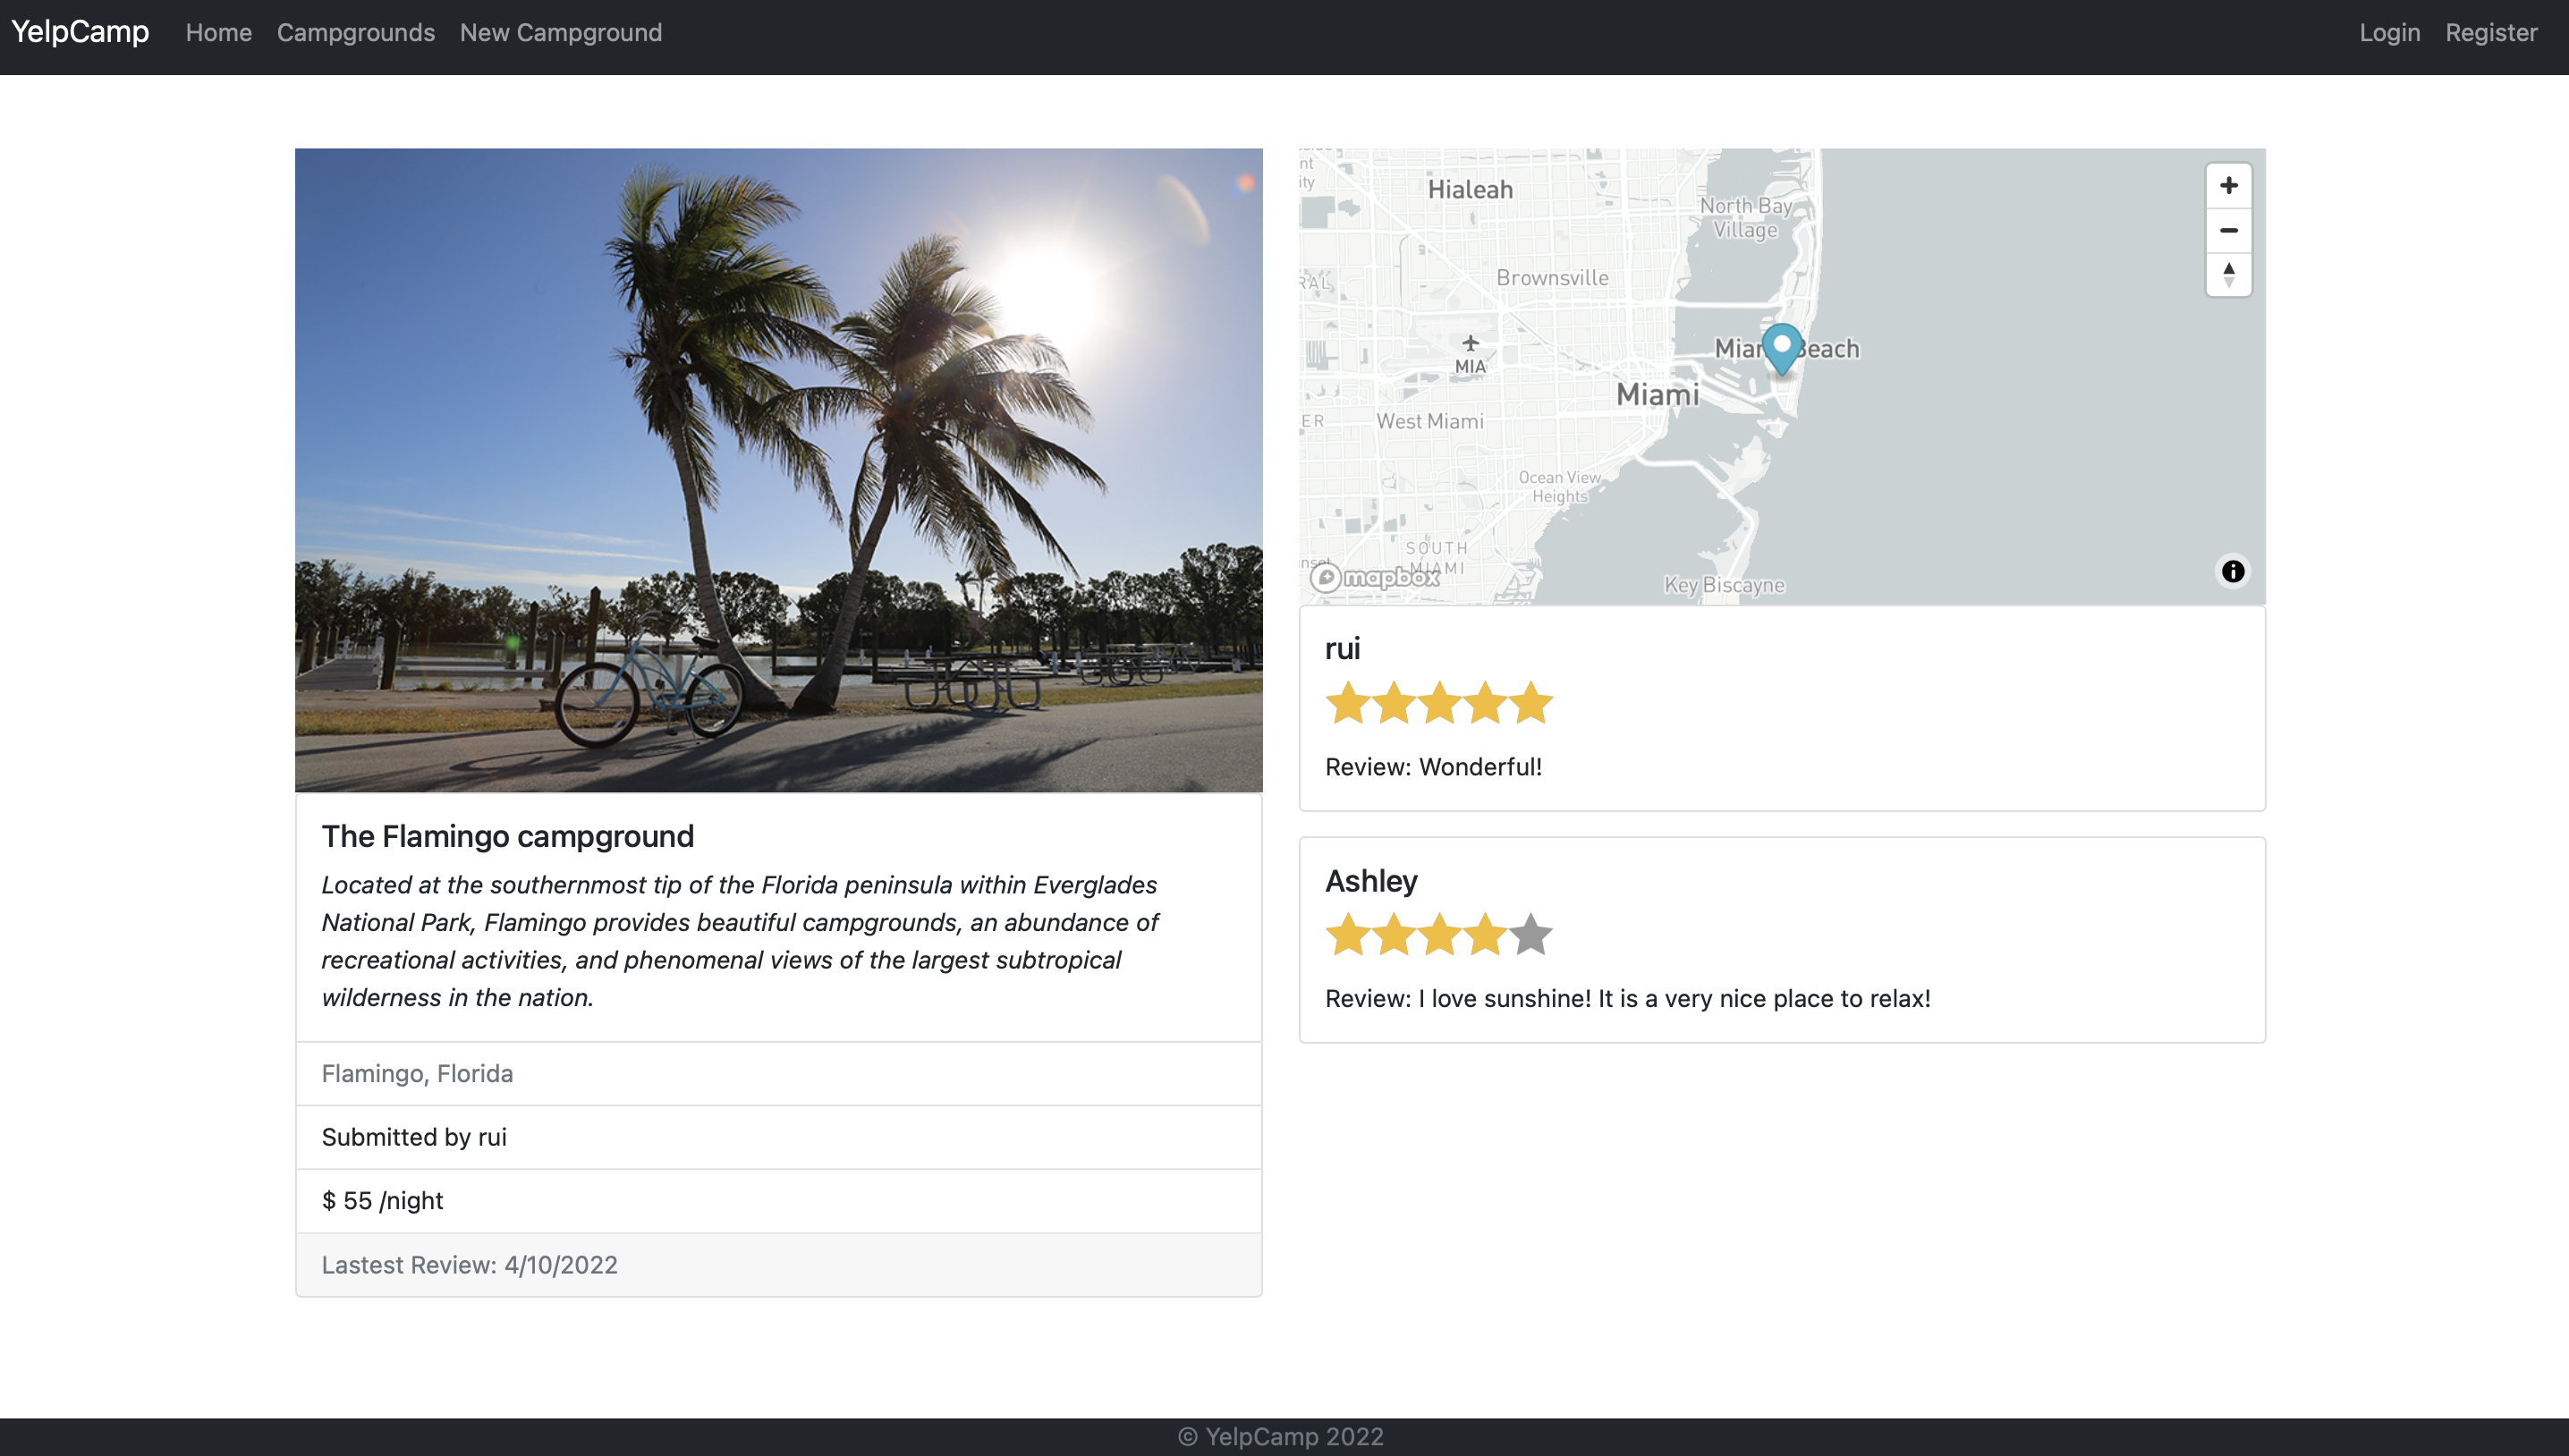 YelpCamp Home Campgrounds New Campground Login Register
The Flamingo campground
Located at the southernmost tip of the Florida peninsula within Everglades
National Park, Flamingo provides beautiful campgrounds, an abundance of
recreational activities, and phenomenal views of the largest subtropical
wilderness in the nation.
Flamingo, Florida
Submitted by rui
$ 55 /night
Lastest Review: 4/10/2022
Hialeah
North Bay
Village
Brownsville
MIA
Miami
West Miami
Ocean View
Heights
SOUTH
MIAMI
mapbox
Key Biscayne
rui
Review: Wonderful!
Ashley
Review: I love sunshine! It is a very nice place to relax!
© YelpCamp 2022